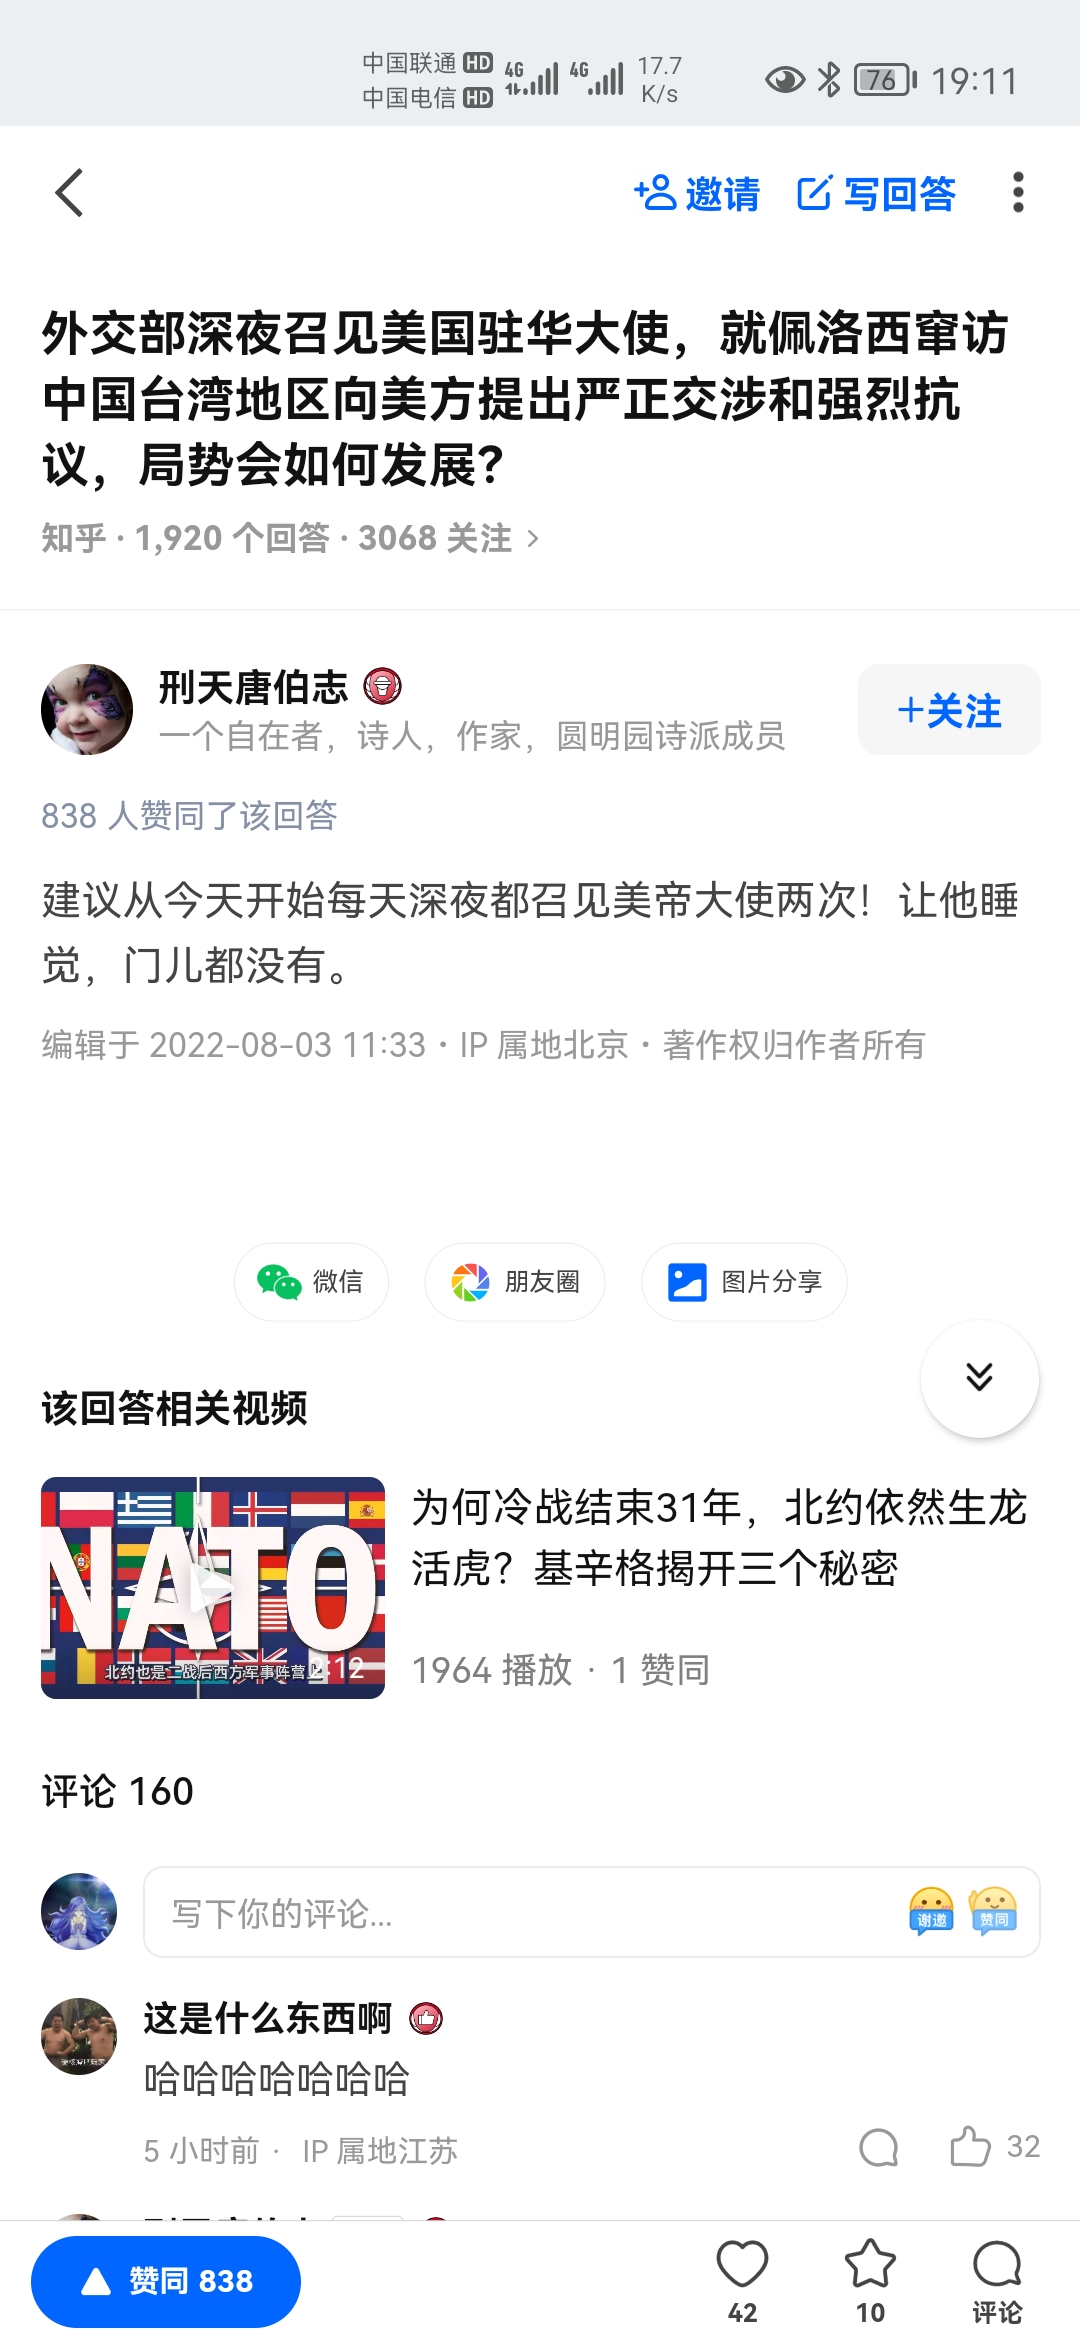 中国联通 HD 4G 4G 17.7 K/s 76 19:11
中国电信 HD
邀请 写回答
外交部深夜召见美国驻华大使，就佩洛西窜访
中国台湾地区向美方提出严正交涉和强烈抗
议，局势会如何发展？
知乎 · 1,920 个回答 · 3068 关注 >
刑天唐伯志
一个自在者，诗人，作家，圆明园诗派成员
+关注
838 人赞同了该回答
建议从今天开始每天深夜都召见美帝大使两次！让他睡
觉，门儿都没有。
编辑于 2022-08-03 11:33 · IP 属地北京 · 著作权归作者所有
微信 朋友圈 图片分享
该回答相关视频
NATO
北约也是二战后西方军事阵营上
2:12
为何冷战结束31年，北约依然生龙
活虎？基辛格揭开三个秘密
1964 播放 · 1 赞同
评论 160
写下你的评论...
谢邀 赞同
这是什么东西啊
哈哈哈哈哈哈哈
5 小时前 · IP 属地江苏
32
赞同 838
42 10 评论